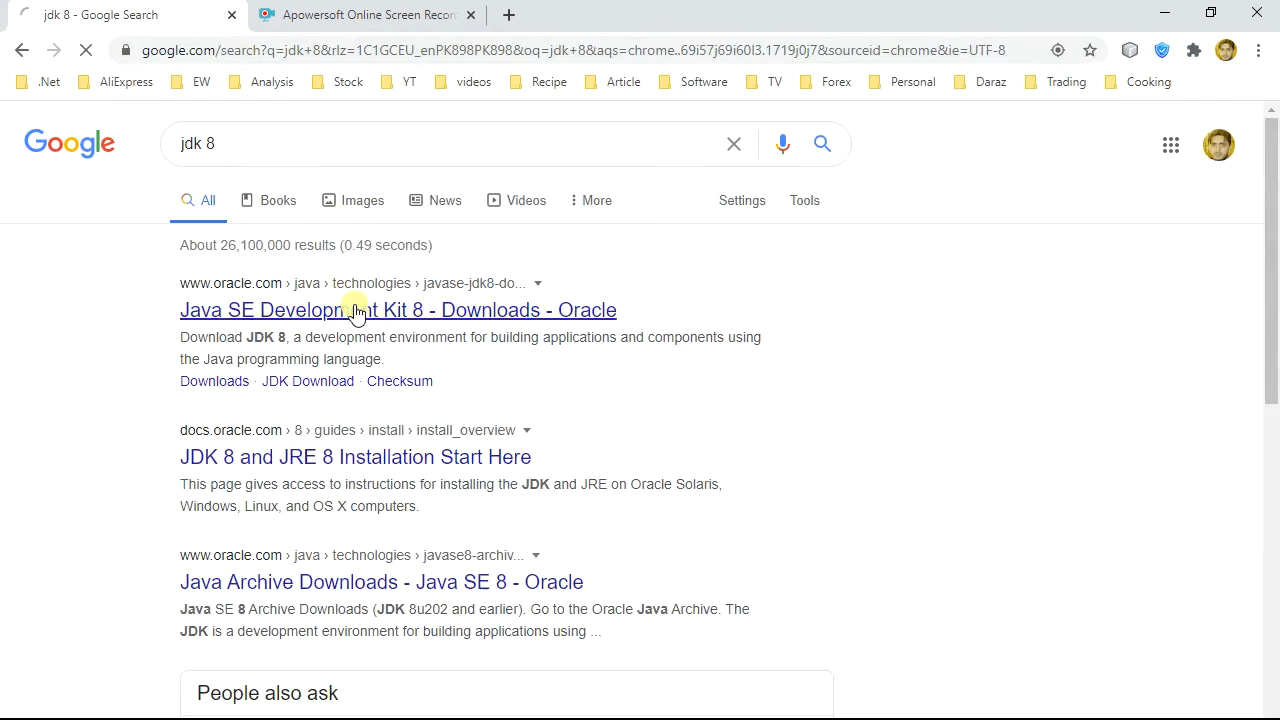 jdk 8 - Google Search
Apowersoft Online Screen Recor
google.com/search?q=jdk+8&rlz=1C1GCEU_enPK898PK898&oq=jdk+8&aqs=chrome..69i57j69i60l3.1719j0j7&sourceid=chrome&ie=UTF-8
.Net AliExpress EW Analysis Stock YT videos Recipe Article Software TV Forex Personal Daraz Trading Cooking
Google
jdk 8
All Books Images News Videos More Settings Tools
About 26,100,000 results (0.49 seconds)
www.oracle.com › java › technologies › javase-jdk8-do...
Java SE Development Kit 8 - Downloads - Oracle
Download JDK 8, a development environment for building applications and components using
the Java programming language.
Downloads · JDK Download · Checksum
docs.oracle.com › 8 › guides › install › install_overview
JDK 8 and JRE 8 Installation Start Here
This page gives access to instructions for installing the JDK and JRE on Oracle Solaris,
Windows, Linux, and OS X computers.
www.oracle.com › java › technologies › javase8-archiv...
Java Archive Downloads - Java SE 8 - Oracle
Java SE 8 Archive Downloads (JDK 8u202 and earlier). Go to the Oracle Java Archive. The
JDK is a development environment for building applications using ...
People also ask